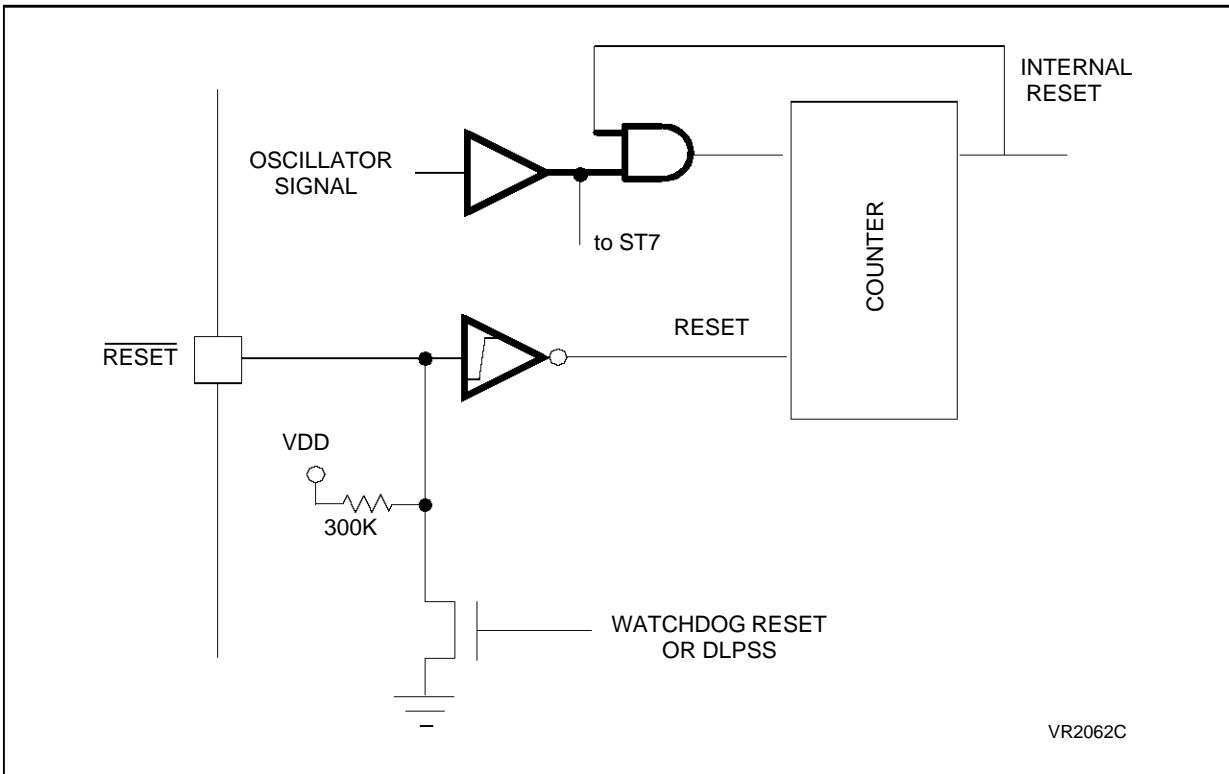 INTERNAL
RESET
OSCILLATOR
SIGNAL
to ST7
COUNTER
RESET
RESET
VDD
300K
WATCHDOG RESET
OR DLPSS
VR2062C